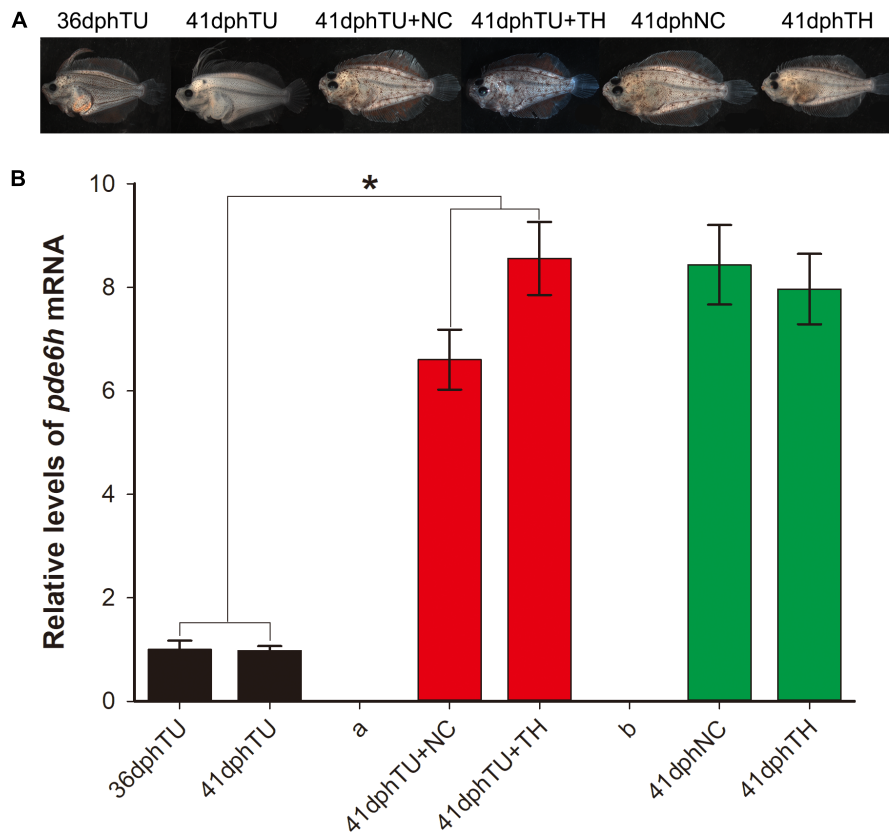 A
36dphTU 41dphTU 41dphTU+NC 41dphTU+TH 41dphNC 41dphTH
B
Relative levels of pde6h mRNA
10
8
6
4
2
0
*
36dphTU 41dphTU a 41dphTU+NC 41dphTU+TH b 41dphNC 41dphTH